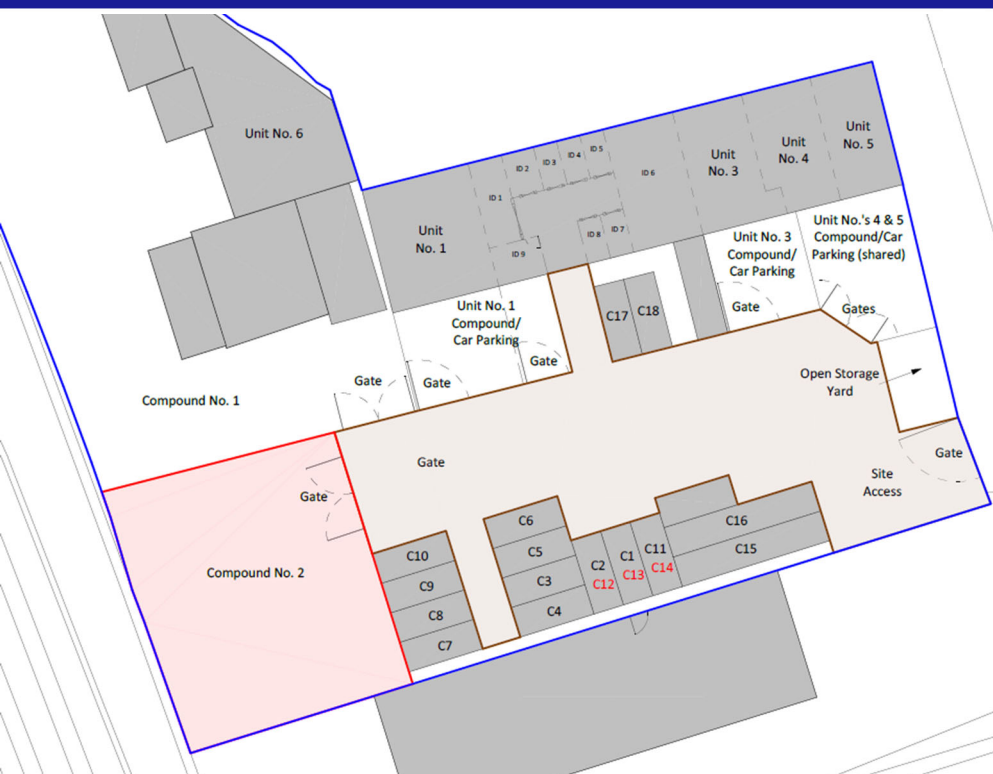 Unit No. 6
Unit
No. 5
Unit
No. 4
Unit
No. 3
ID 5
ID 4
ID 3
ID 2
ID 6
ID 1
ID 7
ID 8
ID 9
Unit
No. 1
Unit No.'s 4 & 5
Compound/Car
Parking (shared)
Unit No. 3
Compound/
Car Parking
Gate
Gates
C17
C18
Unit No. 1
Compound/
Car Parking
Gate
Gate
Gate
Compound No. 1
Open Storage
Yard
Gate
Site
Access
Gate
Gate
Compound No. 2
C10
C9
C8
C7
C6
C5
C3
C4
C2
C12
C1
C13
C11
C14
C16
C15